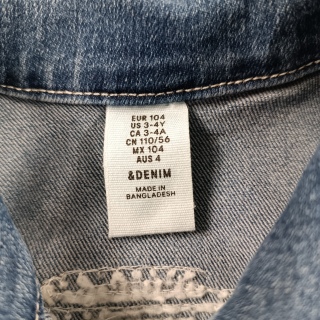 EUR 104
US 3-4Y
CA 3-4A
CN 110/56
MX 104
AUS 4
&DENIM
MADE IN
BANGLADESH